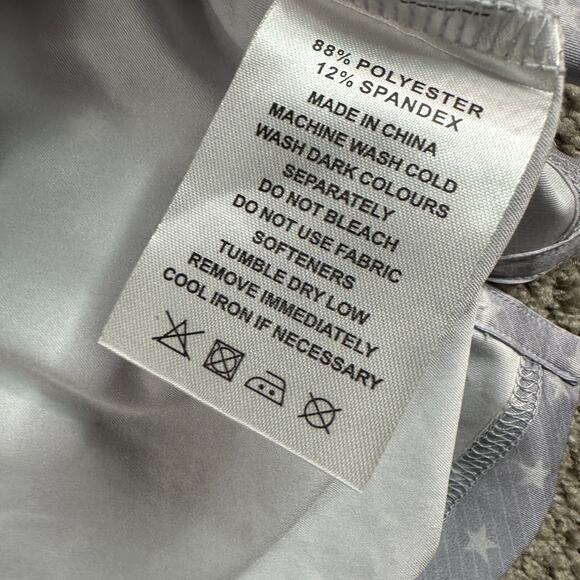 88% POLYESTER
12% SPANDEX
MADE IN CHINA
MACHINE WASH COLD
WASH DARK COLOURS
SEPARATELY
DO NOT BLEACH
DO NOT USE FABRIC
SOFTENERS
TUMBLE DRY LOW
REMOVE IMMEDIATELY
COOL IRON IF NECESSARY